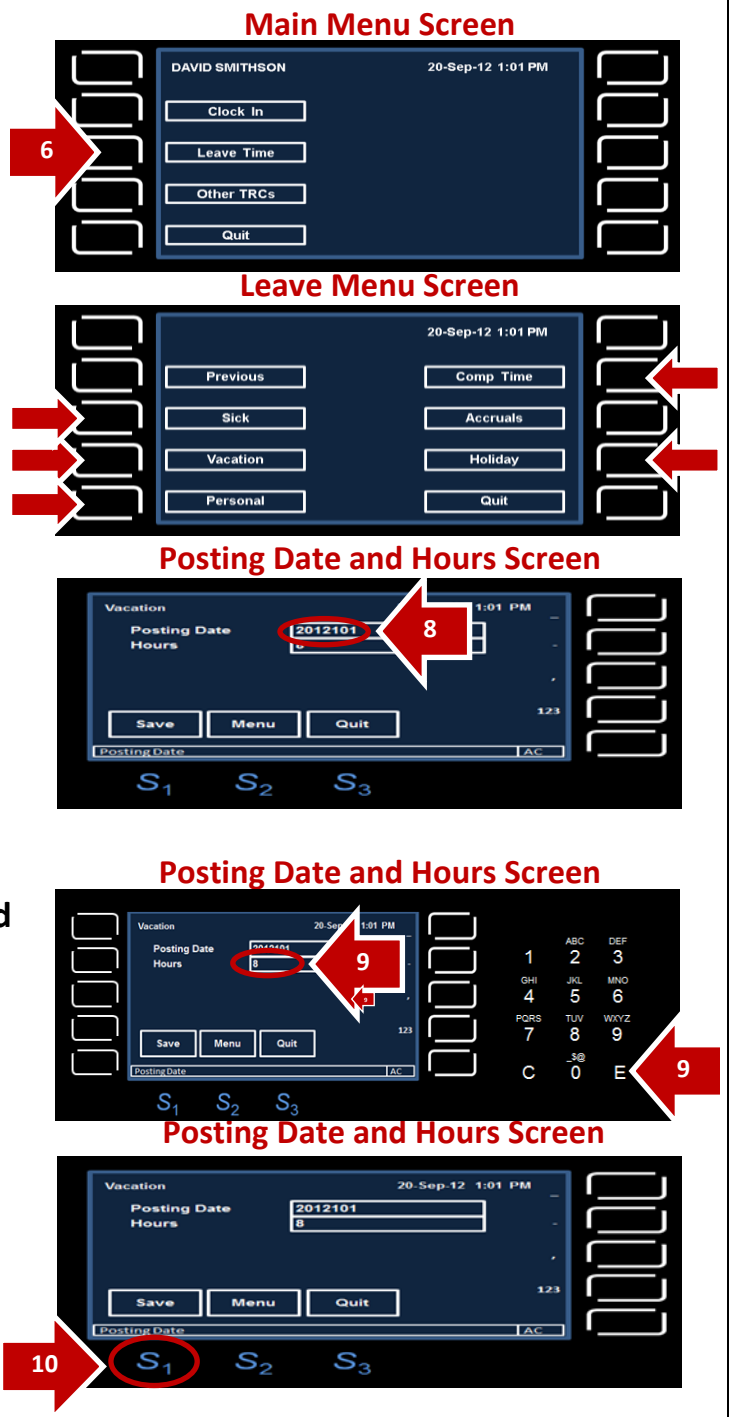 Main Menu Screen
DAVID SMITHSON 20-Sep-12 1:01 PM
Clock In
6
Leave Time
Other TRCs
Quit
Leave Menu Screen
20-Sep-12 1:01 PM
Previous Comp Time
Sick Accruals
Vacation Holiday
Personal Quit
Posting Date and Hours Screen
Vacation 1:01 PM
Posting Date 2012101 8
Hours
123
Save Menu Quit
Posting Date AC
S1 S2 S3
Posting Date and Hours Screen
d
Vacation 20-Sep 1:01 PM
Posting Date 2012101
Hours 8 9
9
123
Save Menu Quit
Posting Date AC
S1 S2 S3
ABC DEF
1 2 3
GHI JKL MNO
4 5 6
PQRS TUV WXYZ
7 8 9
_$@
C 0 E 9
Posting Date and Hours Screen
Vacation 20-Sep-12 1:01 PM
Posting Date 2012101
Hours 8
123
Save Menu Quit
Posting Date AC
10 S1 S2 S3